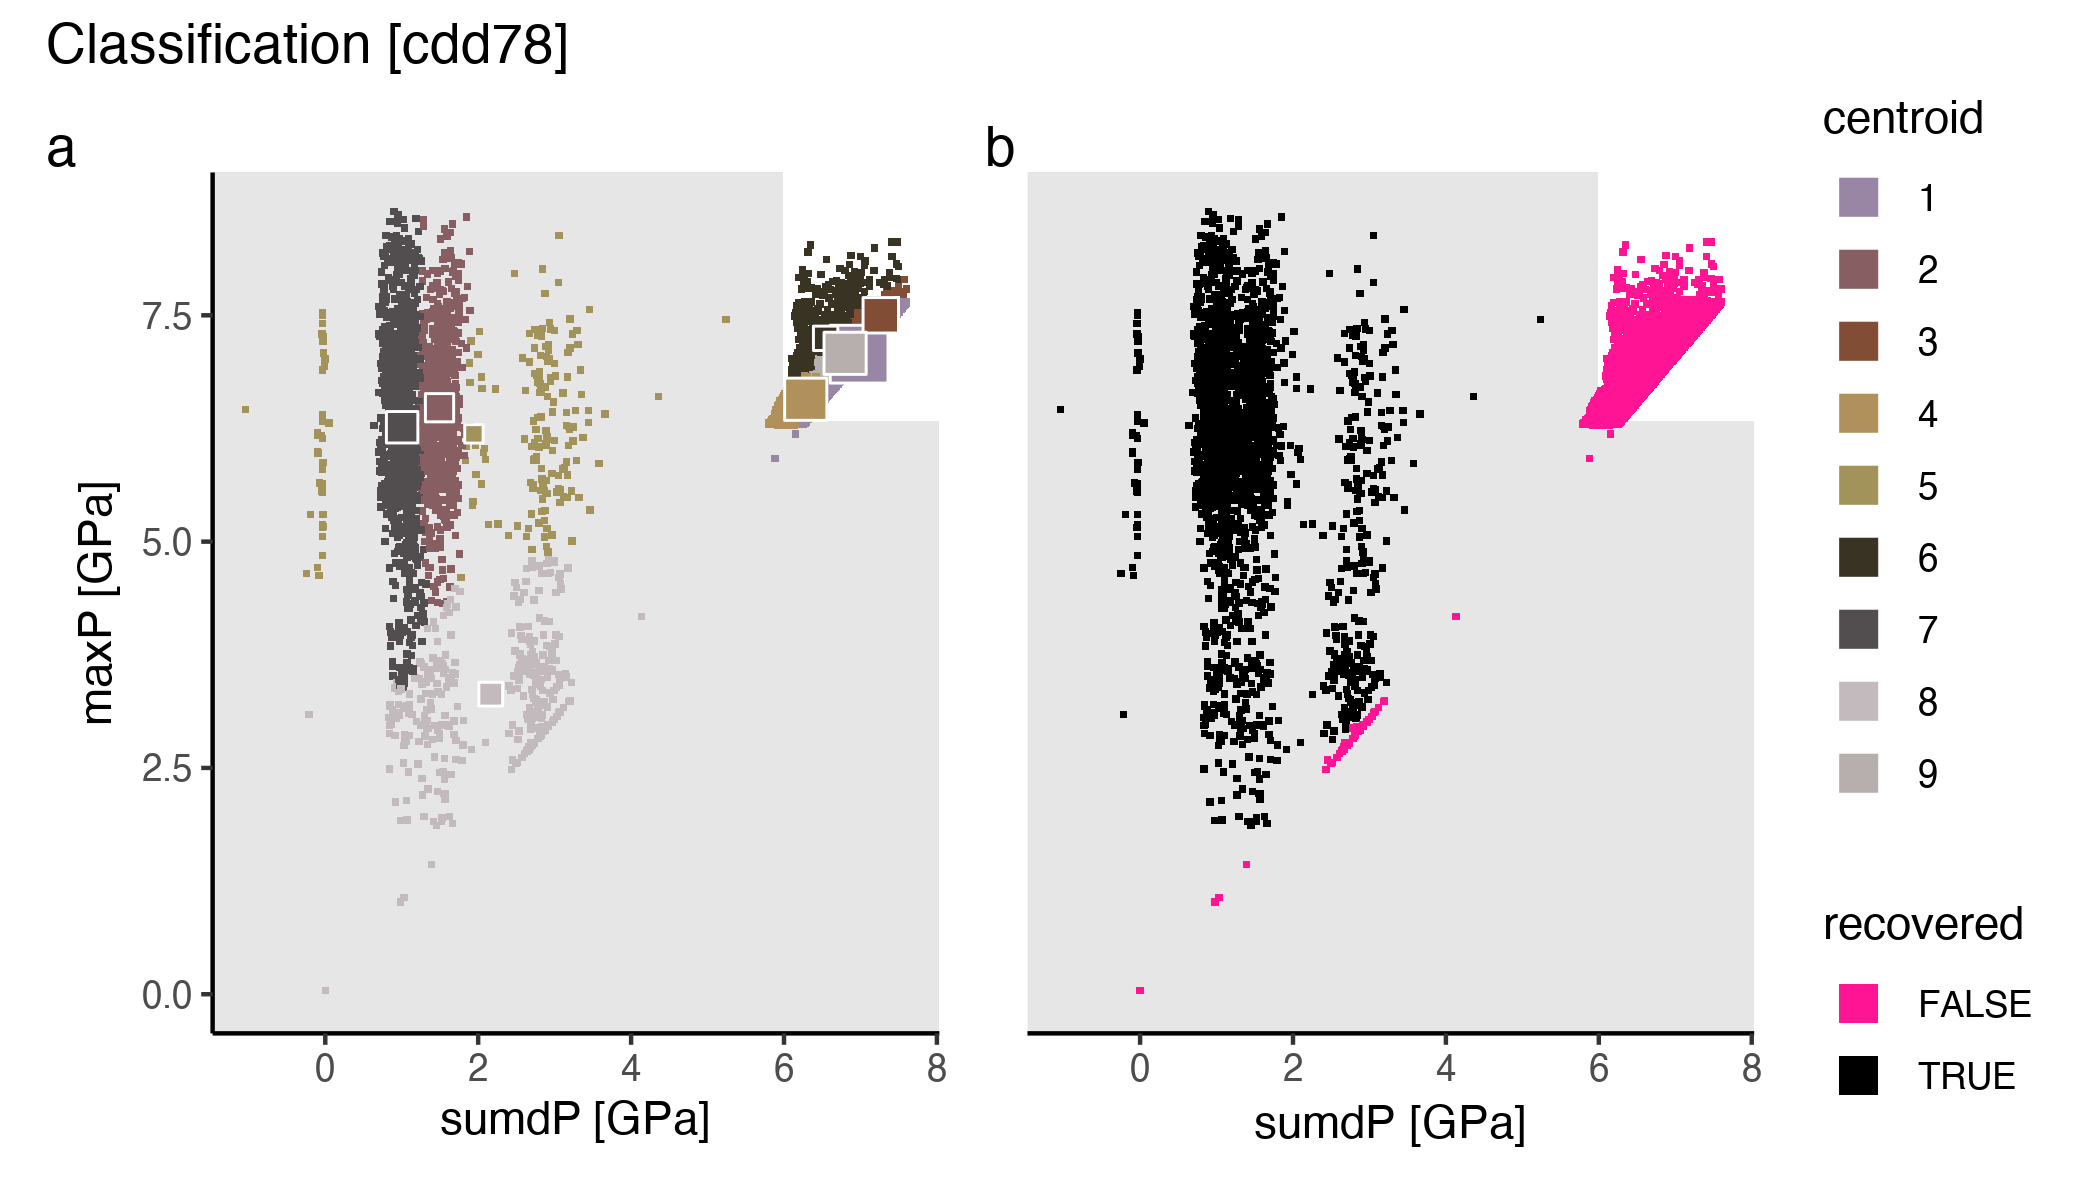 Classification [cdd78]
a
b
maxP [GPa]
7.5
5.0
2.5
0.0
0 2 4 6 8
sumdP [GPa]
0 2 4 6 8
sumdP [GPa]
centroid
1
2
3
4
5
6
7
8
9
recovered
FALSE
TRUE